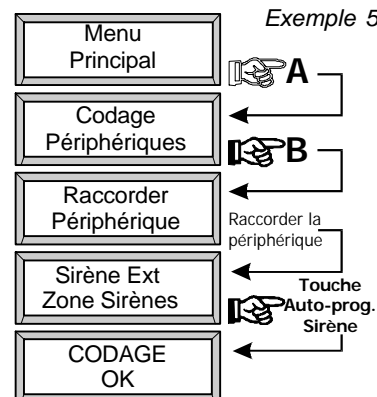 Exemple 5
Menu
Principal
A
Codage
Périphériques
B
Raccorder
Périphérique
Raccorder la
périphérique
Sirène Ext
Zone Sirènes
Touche
Auto-prog.
Sirène
CODAGE
OK